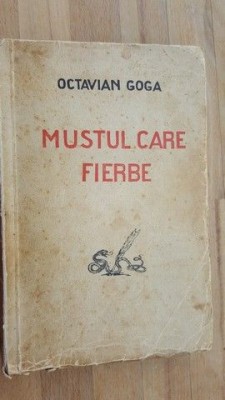 OCTAVIAN GOGA
MUSTUL CARE
FIERBE